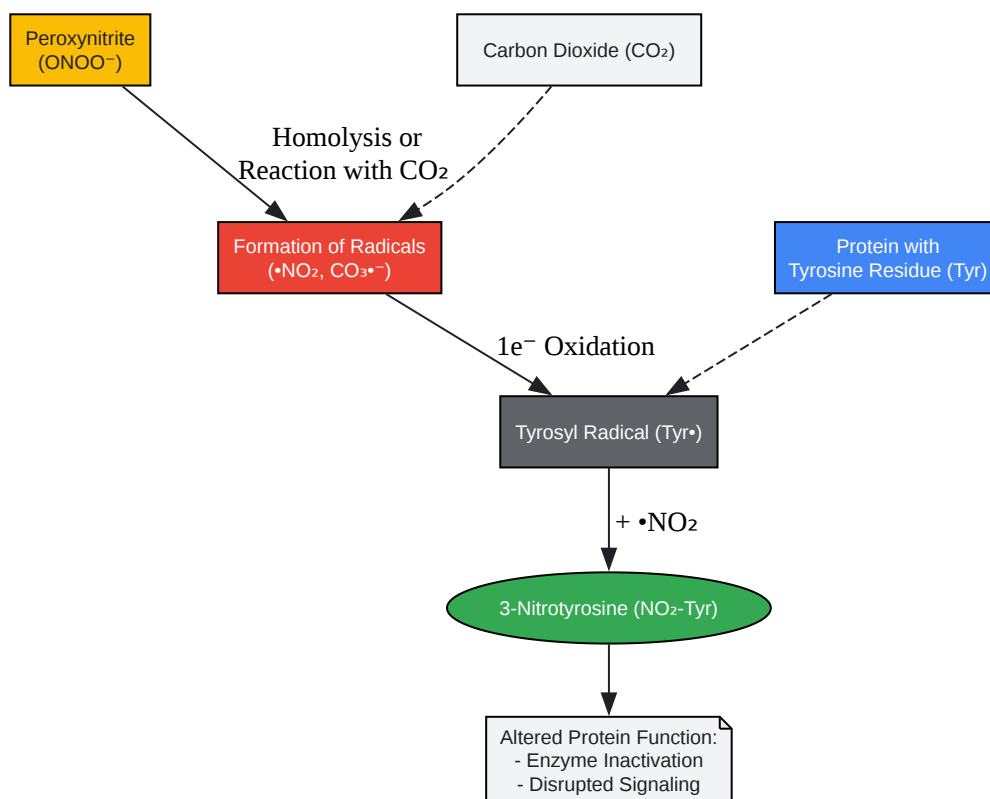 Peroxynitrite
(ONOO⁻)
Carbon Dioxide (CO₂)
Homolysis or
Reaction with CO₂
Formation of Radicals
(•NO₂, CO₃•⁻)
Protein with
Tyrosine Residue (Tyr)
1e⁻ Oxidation
Tyrosyl Radical (Tyr•)
+ •NO₂
3-Nitrotyrosine (NO₂-Tyr)
Altered Protein Function:
- Enzyme Inactivation
- Disrupted Signaling